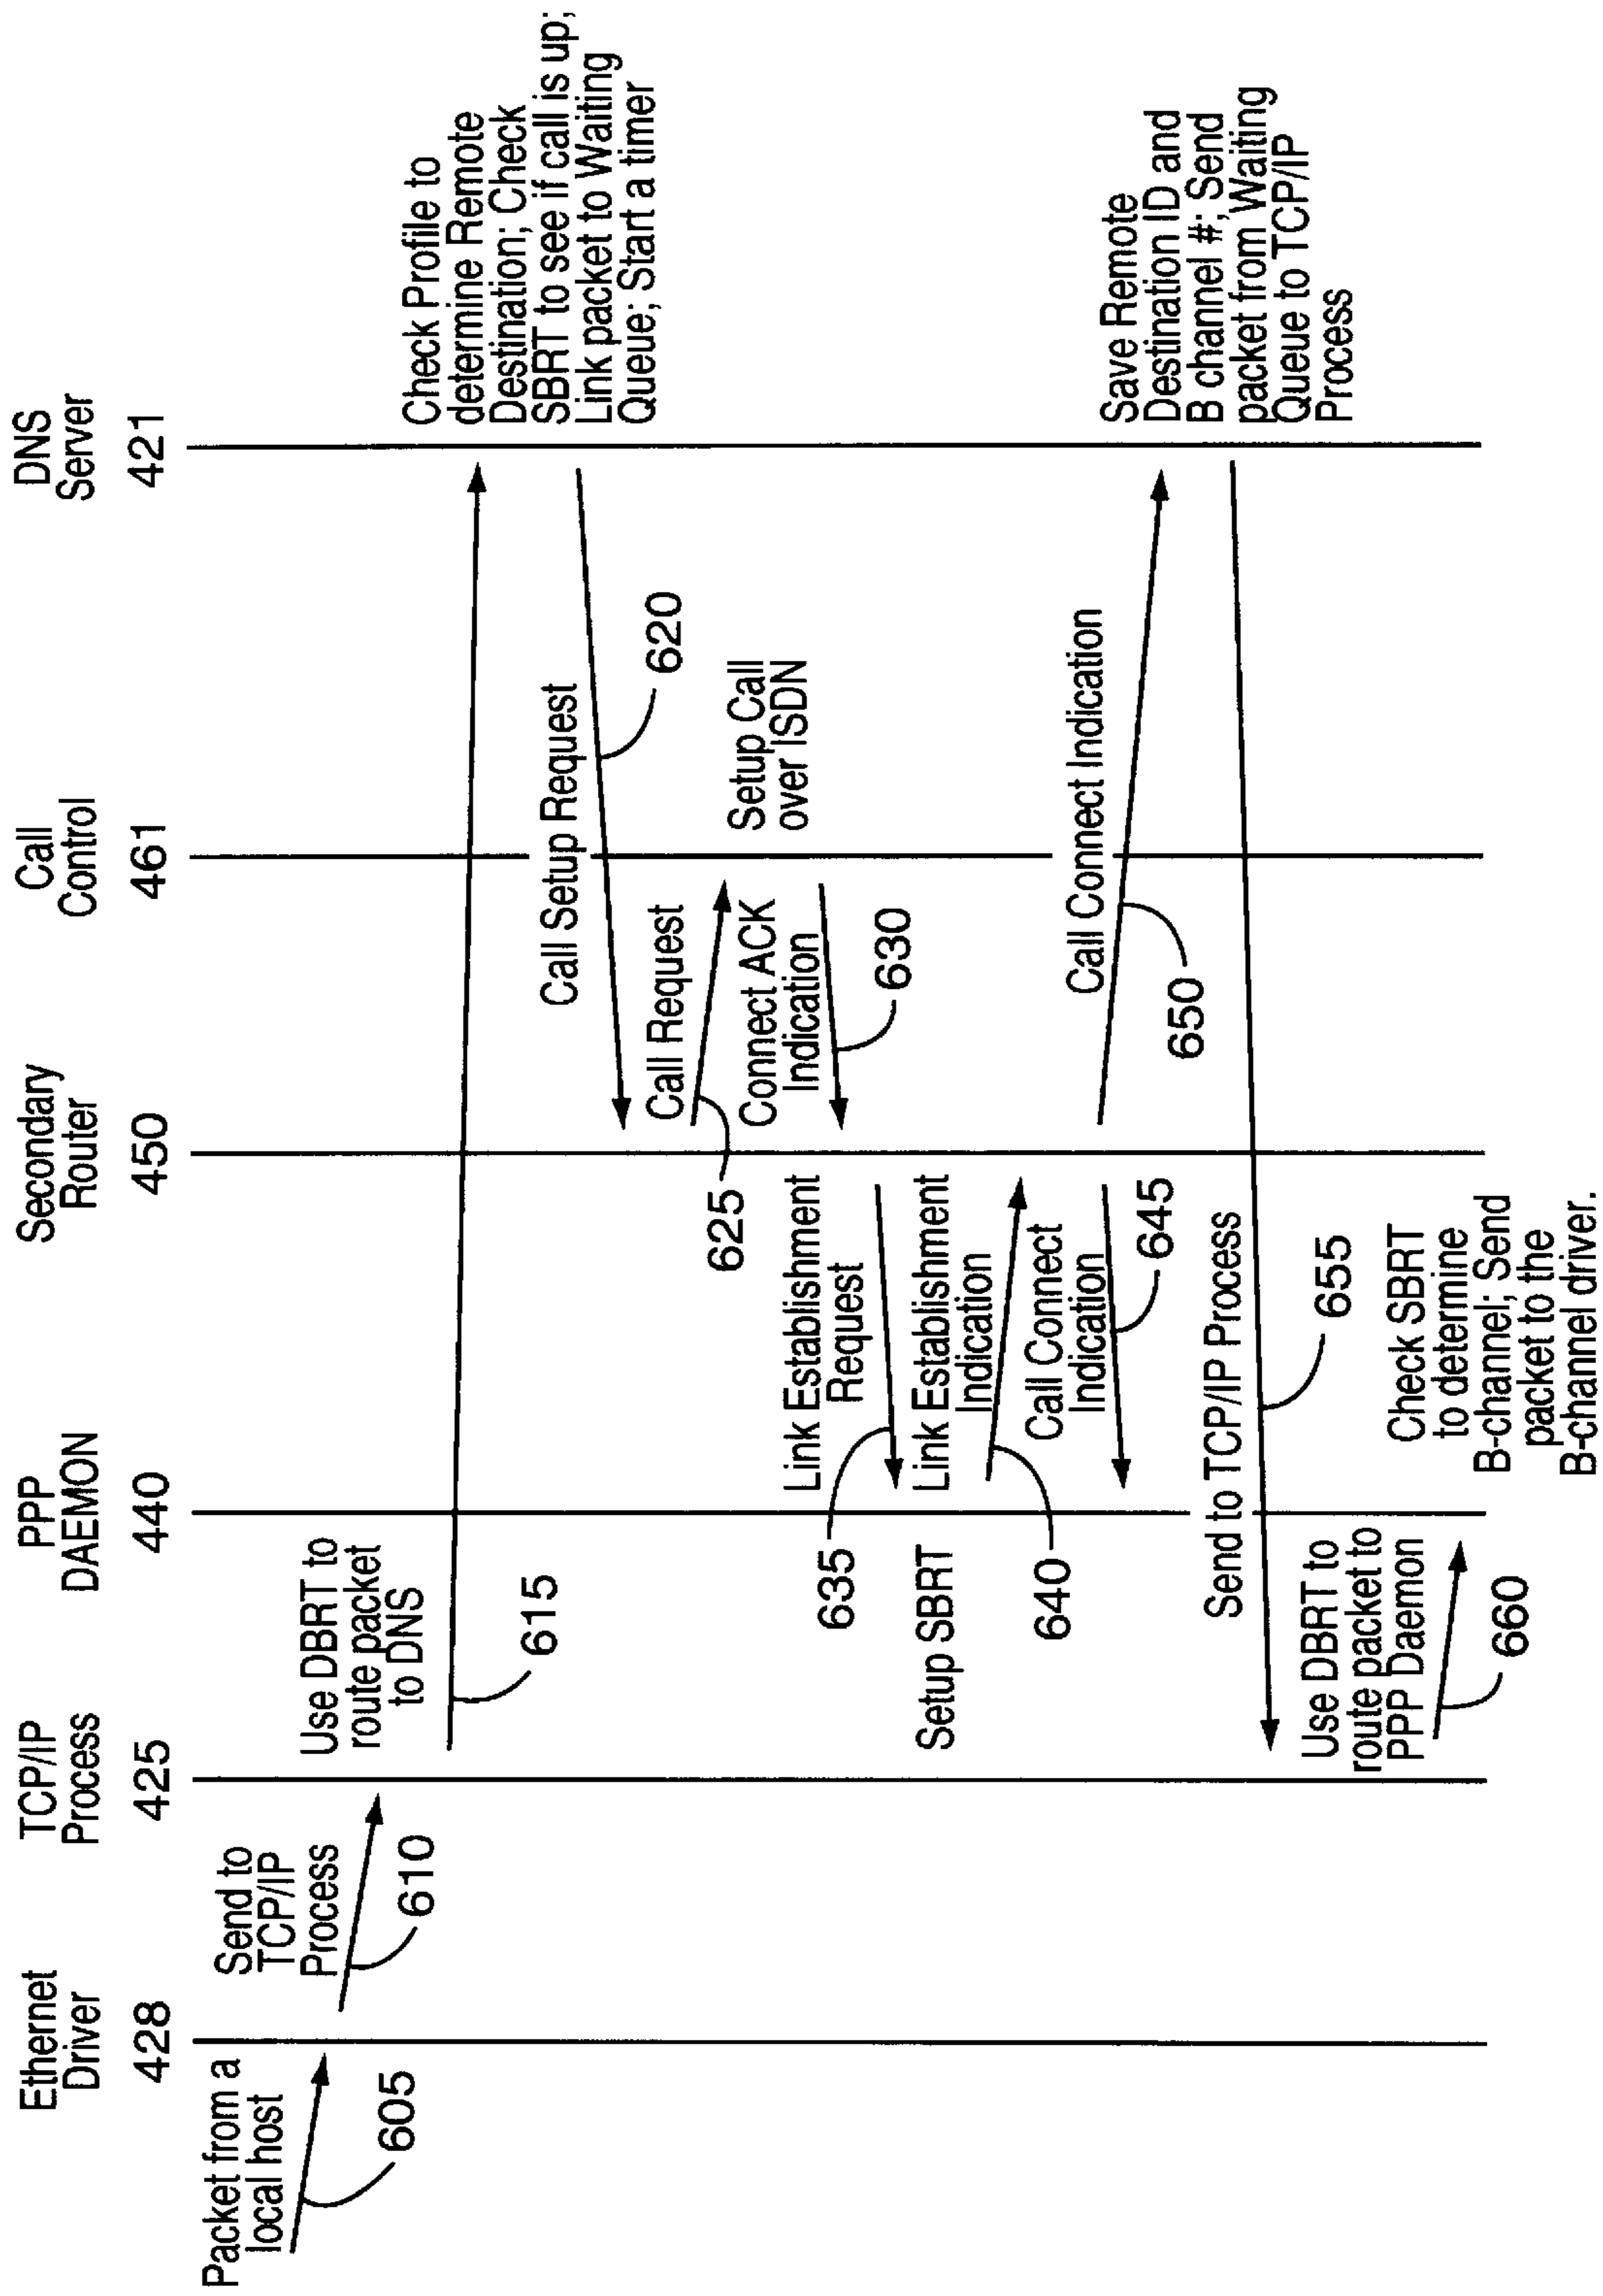 Ethernet
Driver
428
TCP/IP
Process
425
PPP
DAEMON
440
Secondary
Router
450
Call
Control
461
DNS
Server
421
Packet from a
local host
605
Send to
TCP/IP
Process
610
Use DBRT to
route packet
to DNS
615
Check Profile to
determine Remote
Destination; Check
SBRT to see if call is up;
Link packet to Waiting
Queue; Start a timer
Call Setup Request
620
Call Request
625
Setup Call
over ISDN
Connect ACK
Indication
630
Link Establishment
Request
635
Setup SBRT
Link Establishment
Indication
640
Call Connect
Indication
645
Call Connect Indication
650
Save Remote
Destination ID and
B channel #; Send
packet from Waiting
Queue to TCP/IP
Process
Send to TCP/IP Process
655
Use DBRT to
route packet to
PPP Daemon
660
Check SBRT
to determine
B-channel; Send
packet to the
B-channel driver.